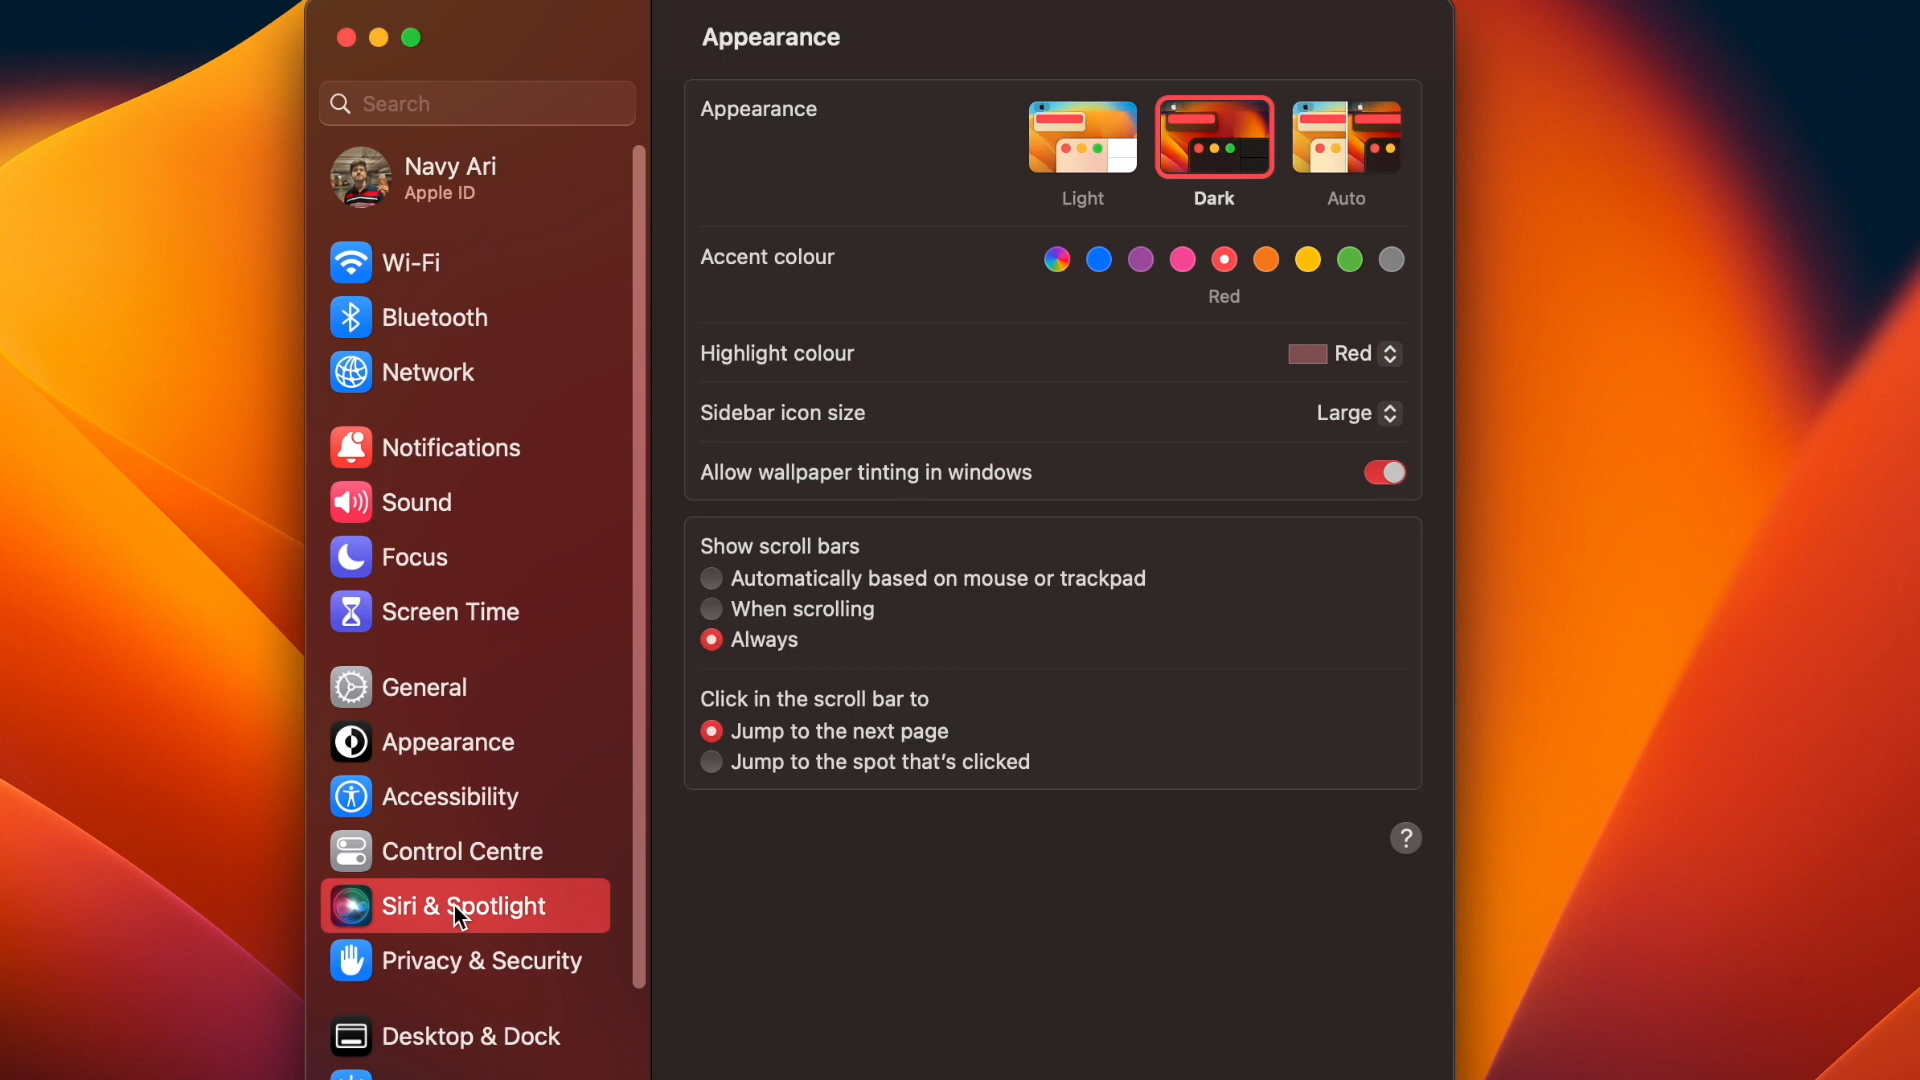 Search
Navy Ari
Apple ID
Wi-Fi
Bluetooth
Network
Notifications
Sound
Focus
Screen Time
General
Appearance
Accessibility
Control Centre
Siri & Spotlight
Privacy & Security
Desktop & Dock
Appearance
Appearance
Light
Dark
Auto
Accent colour
Red
Highlight colour
Red
Sidebar icon size
Large
Allow wallpaper tinting in windows
Show scroll bars
Automatically based on mouse or trackpad
When scrolling
Always
Click in the scroll bar to
Jump to the next page
Jump to the spot that's clicked
?